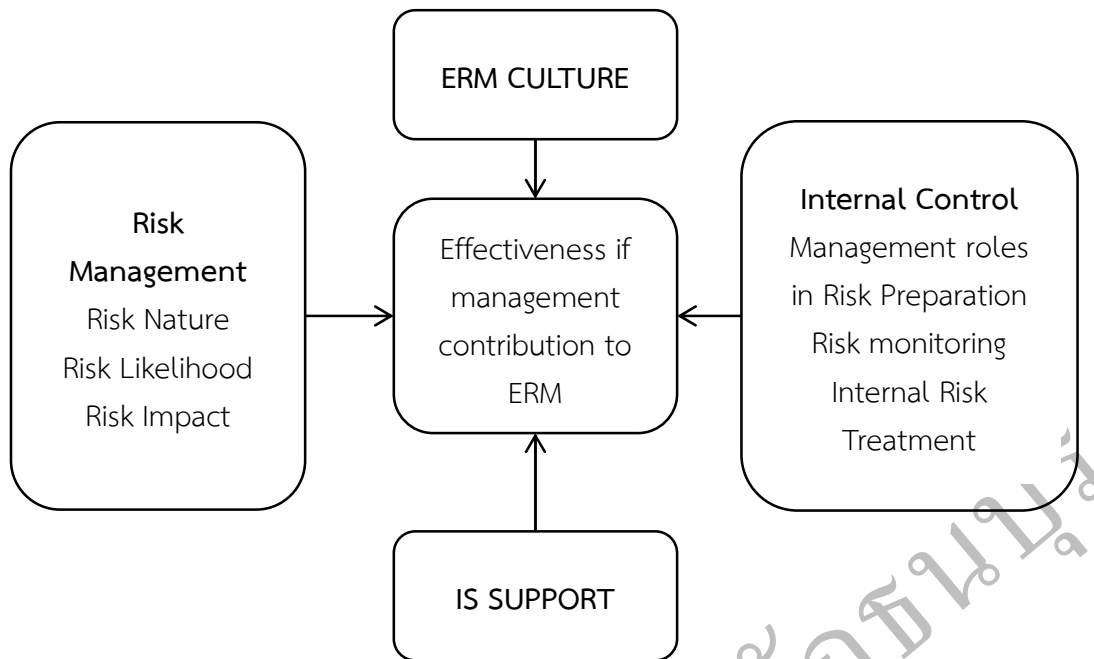 ERM CULTURE
Risk
Management
Risk Nature
Risk Likelihood
Risk Impact
Effectiveness if
management
contribution to
ERM
Internal Control
Management roles
in Risk Preparation
Risk monitoring
Internal Risk
Treatment
IS SUPPORT